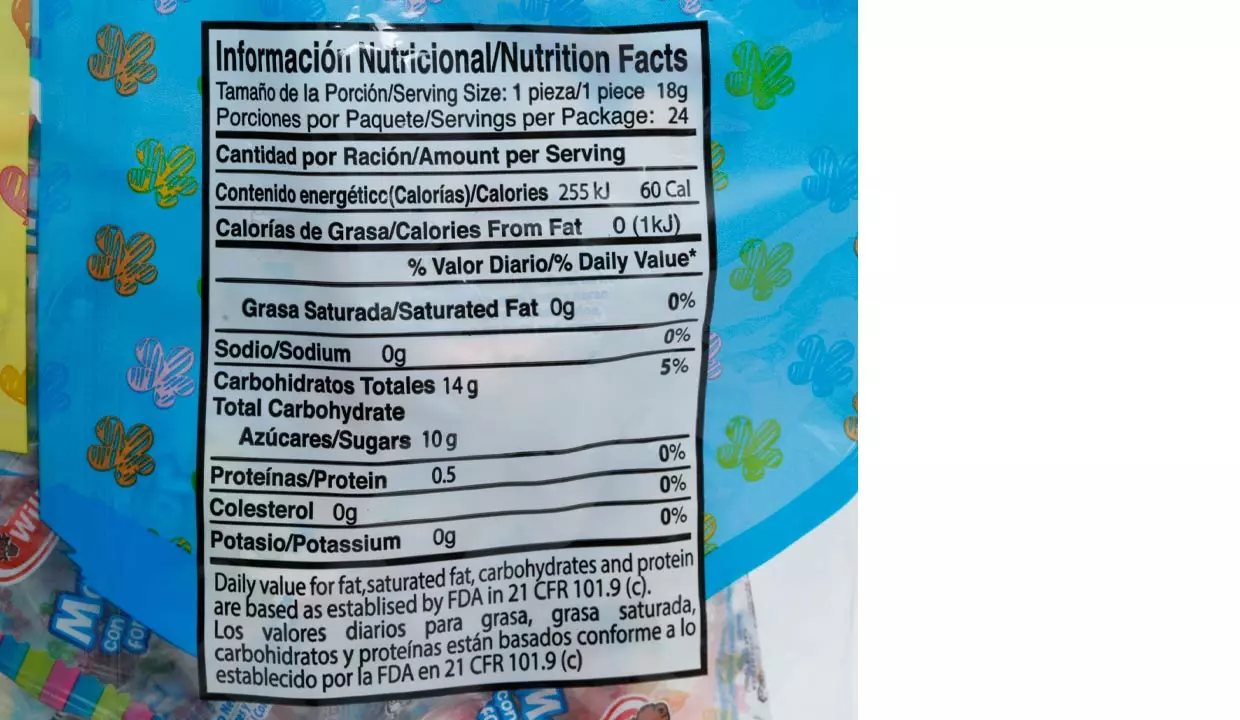 Información Nutricional/Nutrition Facts
Tamaño de la Porción/Serving Size: 1 pieza/1 piece 18g
Porciones por Paquete/Servings per Package: 24
Cantidad por Ración/Amount per Serving
Contenido energéticc(Calorías)/Calories 255 kJ 60 Cal
Calorías de Grasa/Calories From Fat 0 (1kJ)
% Valor Diario/% Daily Value*
Grasa Saturada/Saturated Fat 0g 0%
Sodio/Sodium 0g 0%
Carbohidratos Totales 14 g 5%
Total Carbohydrate
Azúcares/Sugars 10 g
Proteínas/Protein 0.5 0%
Colesterol 0g 0%
Potasio/Potassium 0g 0%
Daily value for fat,saturated fat, carbohydrates and protein
are based as establised by FDA in 21 CFR 101.9 (c).
Los valores diarios para grasa, grasa saturada,
carbohidratos y proteínas están basados conforme a lo
establecido por la FDA en 21 CFR 101.9 (c)
con
con